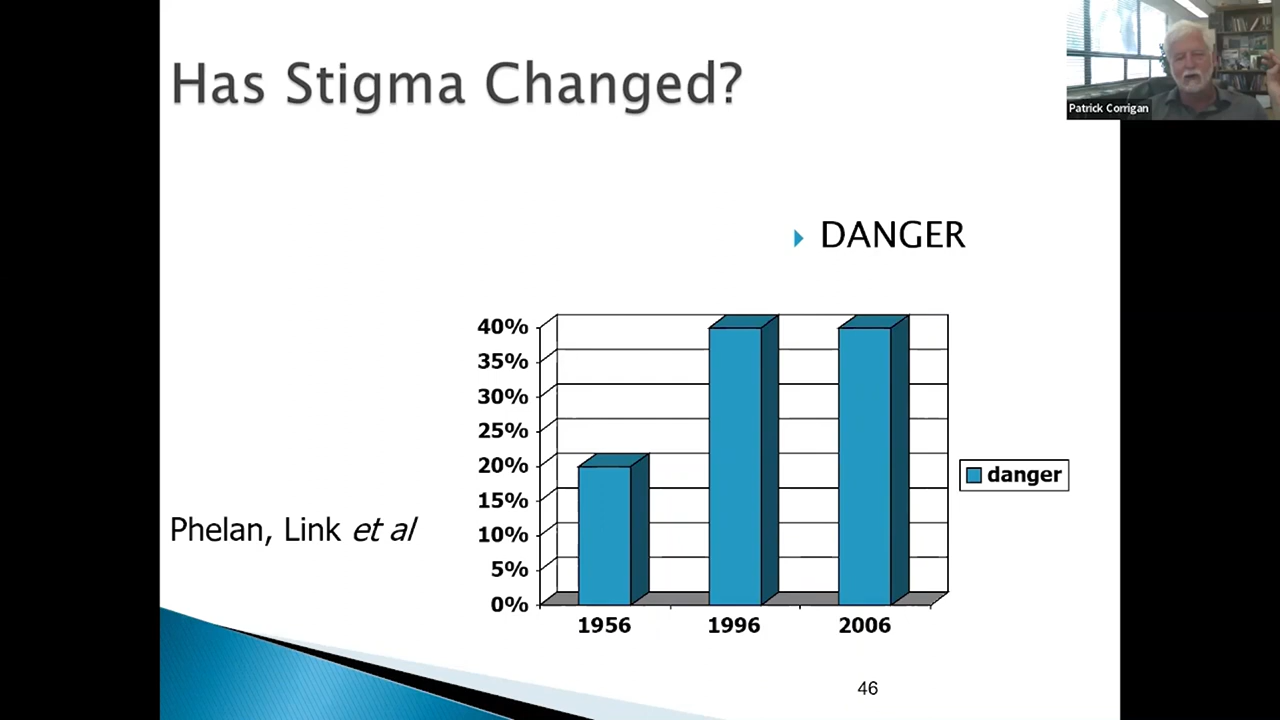 Has Stigma Changed?
Patrick Corrigan
DANGER
40%
35%
30%
25%
20%
15%
10%
5%
0%
1956 1996 2006
danger
Phelan, Link et al
46